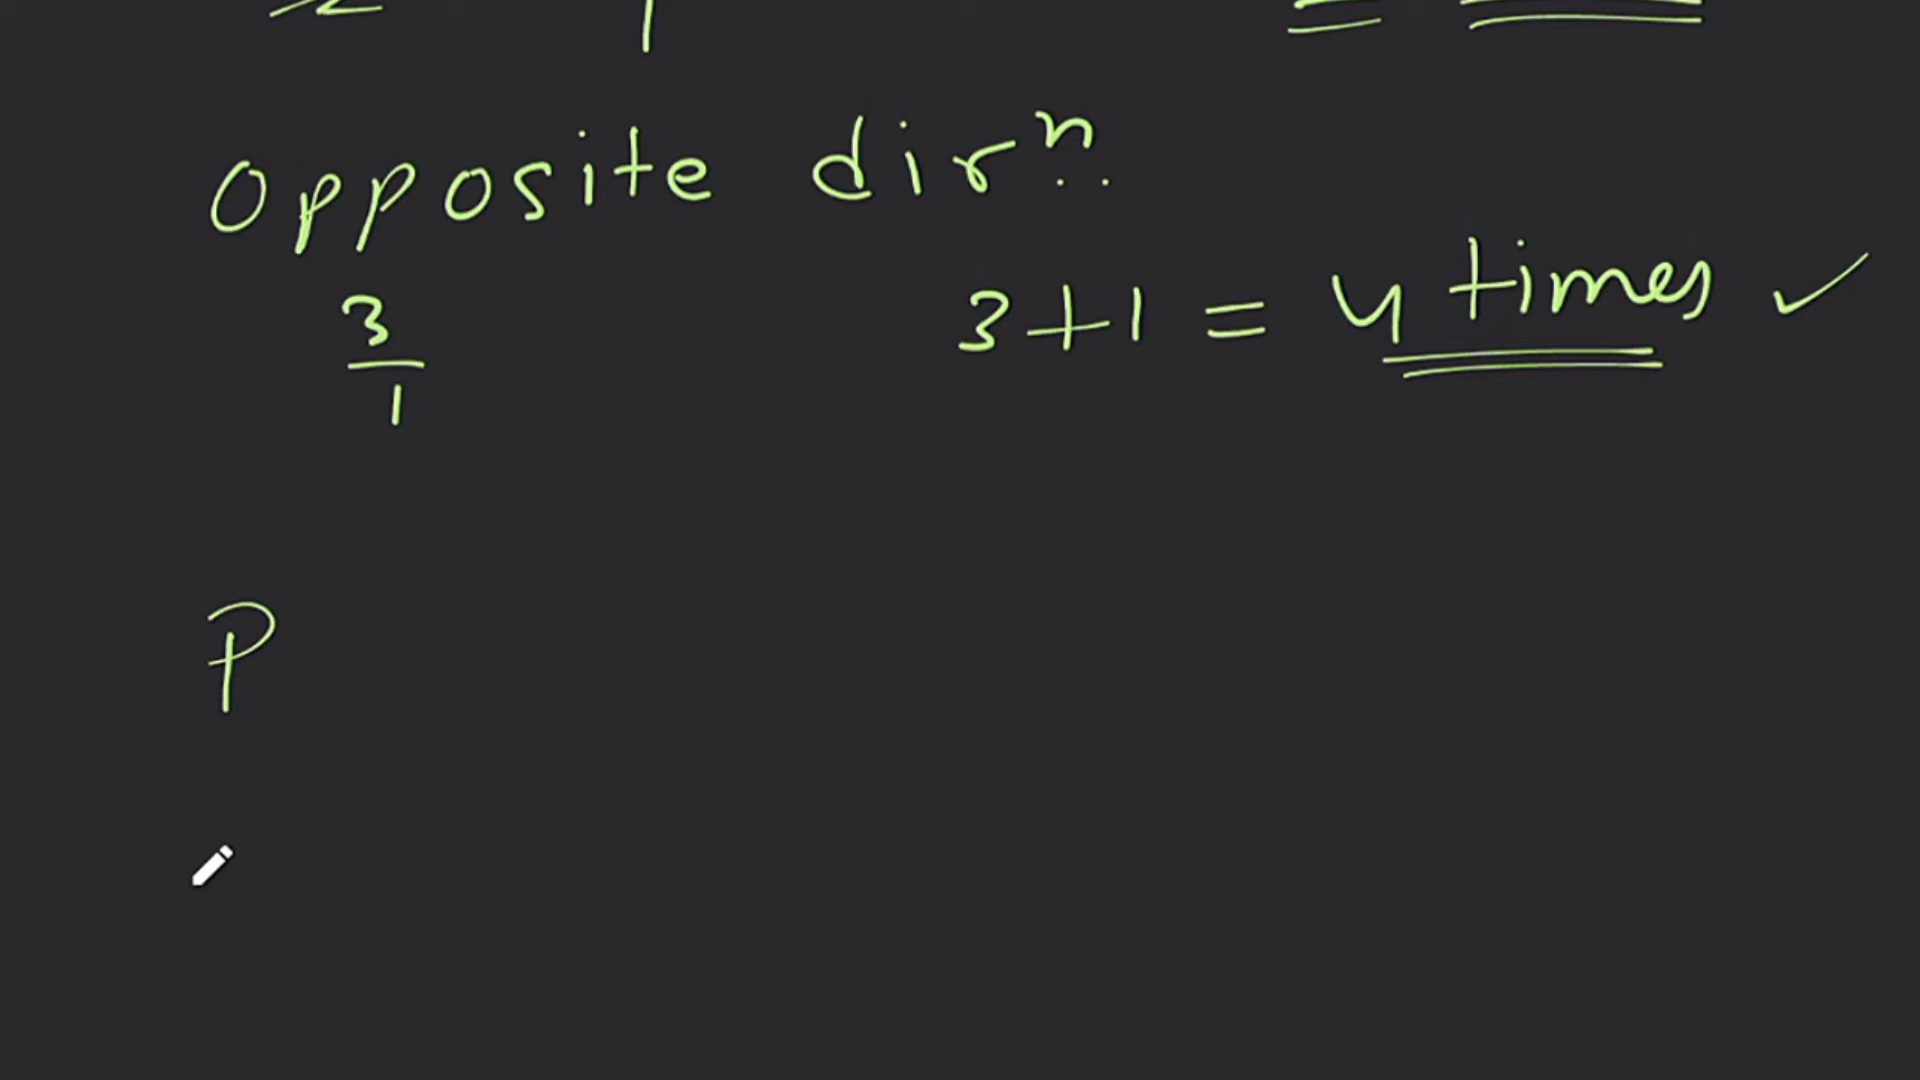 opposite dirⁿ..
3/1 3+1 = 4 times ✓
P